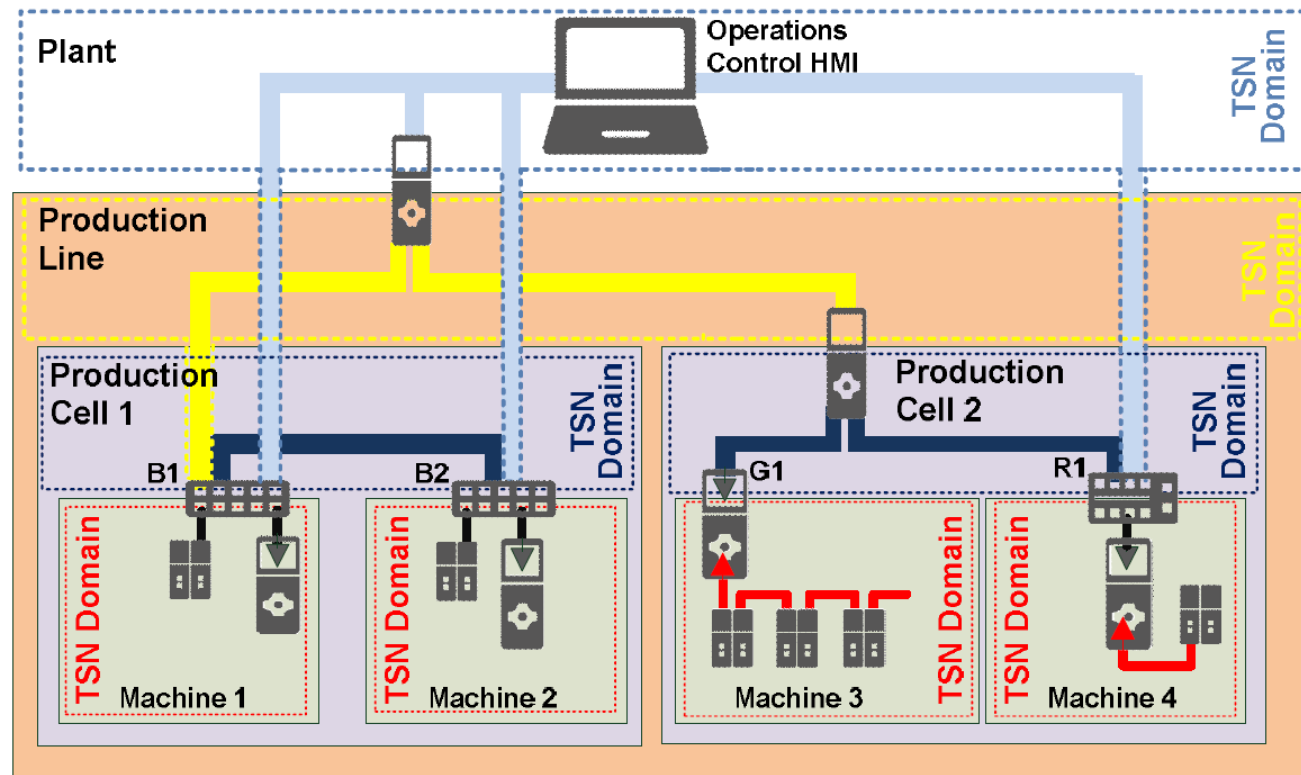 Plant
Operations
Control HMI
TSN
Domain
Production
Line
TSN
Domain
Production
Cell 1
TSN
Domain
Production
Cell 2
TSN
Domain
B1
B2
G1
R1
TSN Domain
Machine 1
TSN Domain
Machine 2
Machine 3
TSN Domain
TSN Domain
Machine 4